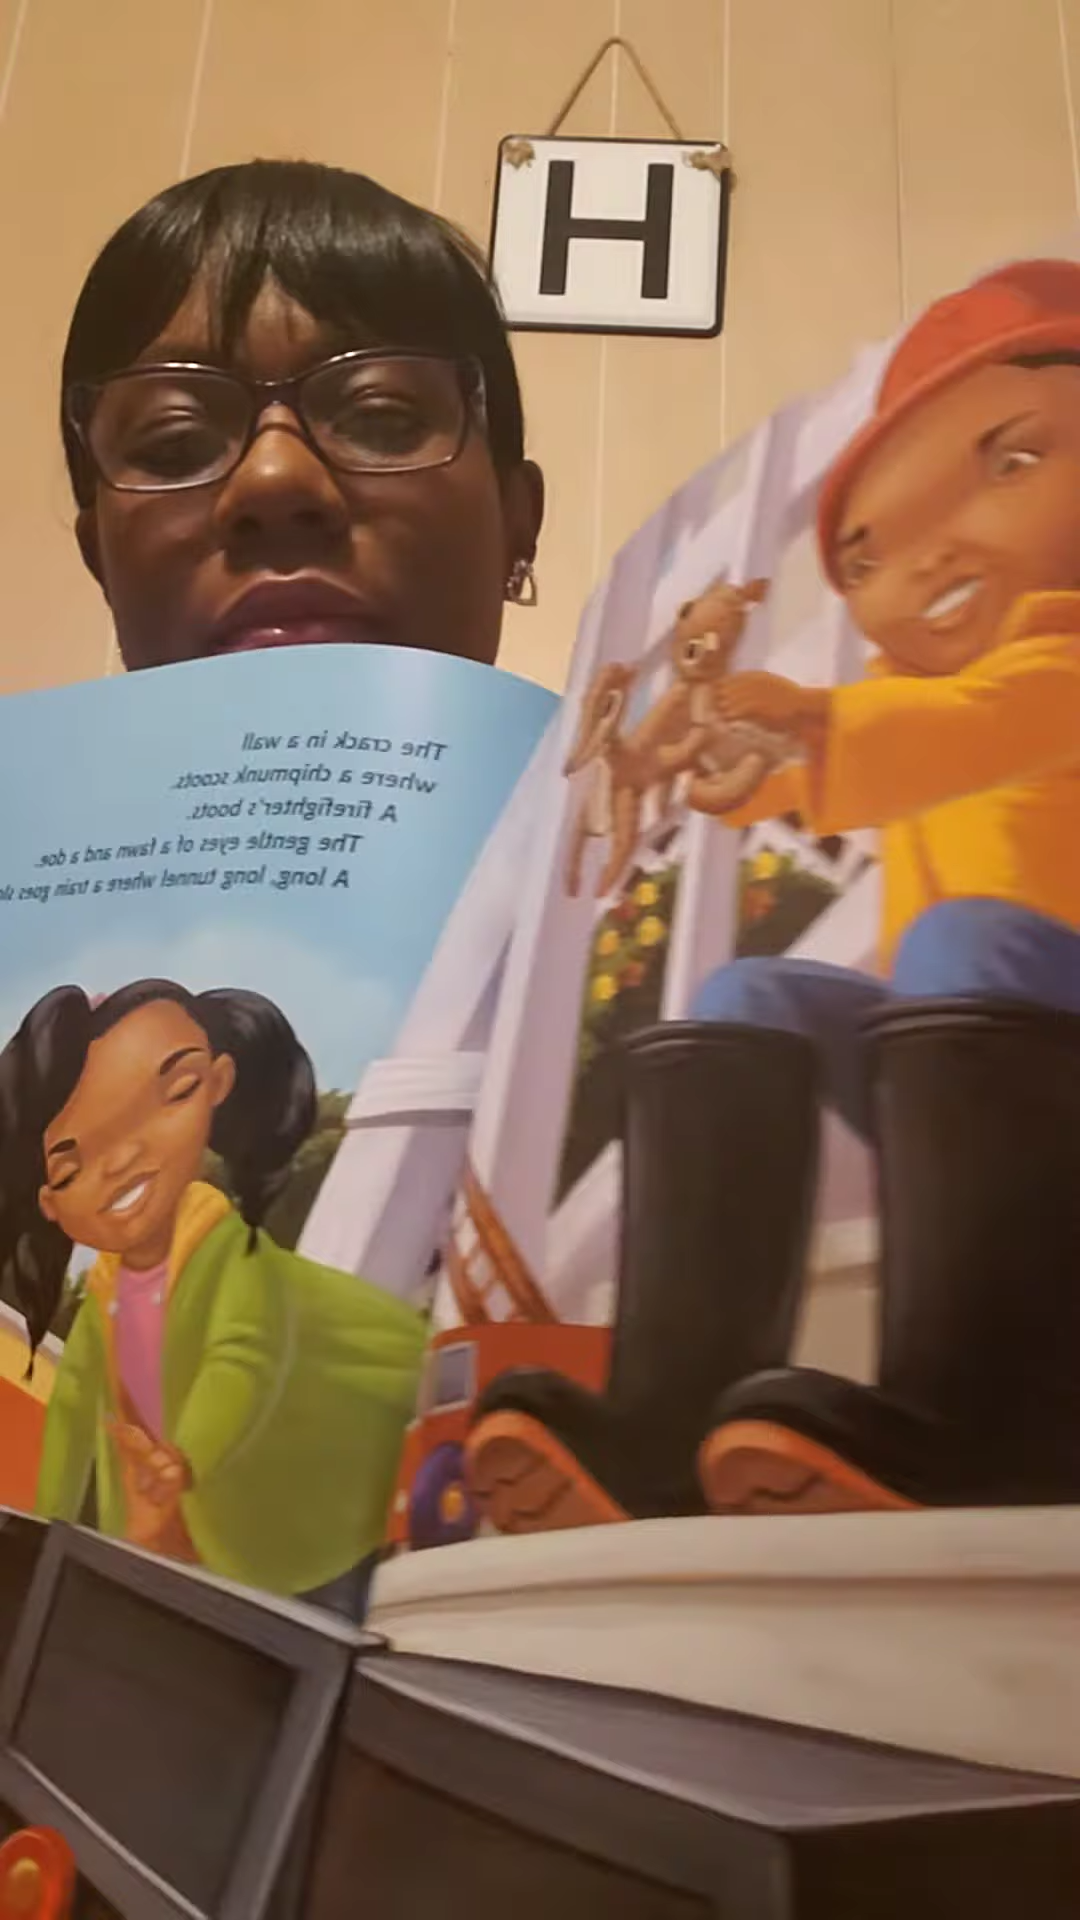 H
The crack in a wall
where a chipmunk scoots.
A firefighter's boots.
The gentle eyes of a fawn and a doe.
A long, long tunnel where a train goes